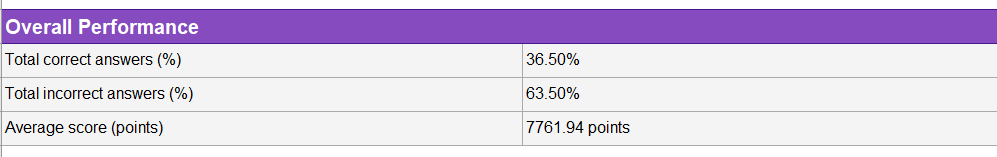 Overall Performance
Total correct answers (%) 36.50%
Total incorrect answers (%) 63.50%
Average score (points) 7761.94 points